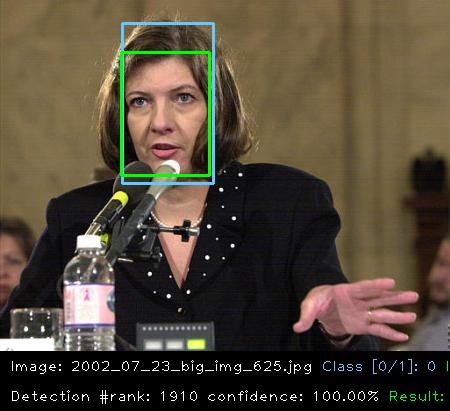 Image: 2002_07_23_big_img_625.jpg Class [0/1]: 0
Detection #rank: 1910 confidence: 100.00% Result: